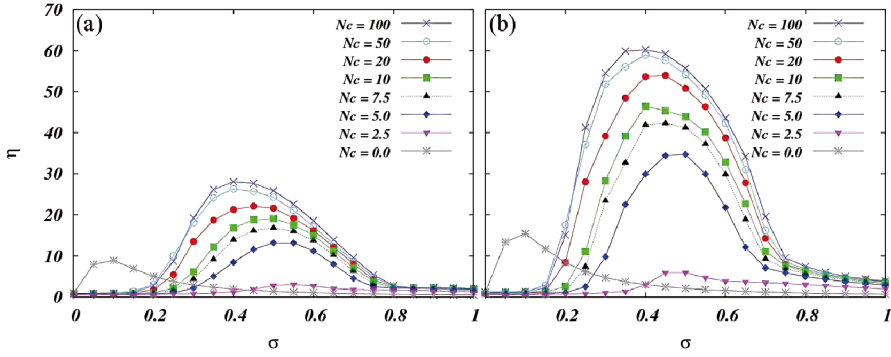 (a)
Nc = 100
Nc = 50
Nc = 20
Nc = 10
Nc = 7.5
Nc = 5.0
Nc = 2.5
Nc = 0.0
70
60
50
40
30
20
10
0
η
0
0.2
0.4
0.6
0.8
1
σ
(b)
Nc = 100
Nc = 50
Nc = 20
Nc = 10
Nc = 7.5
Nc = 5.0
Nc = 2.5
Nc = 0.0
0
0.2
0.4
0.6
0.8
1
σ